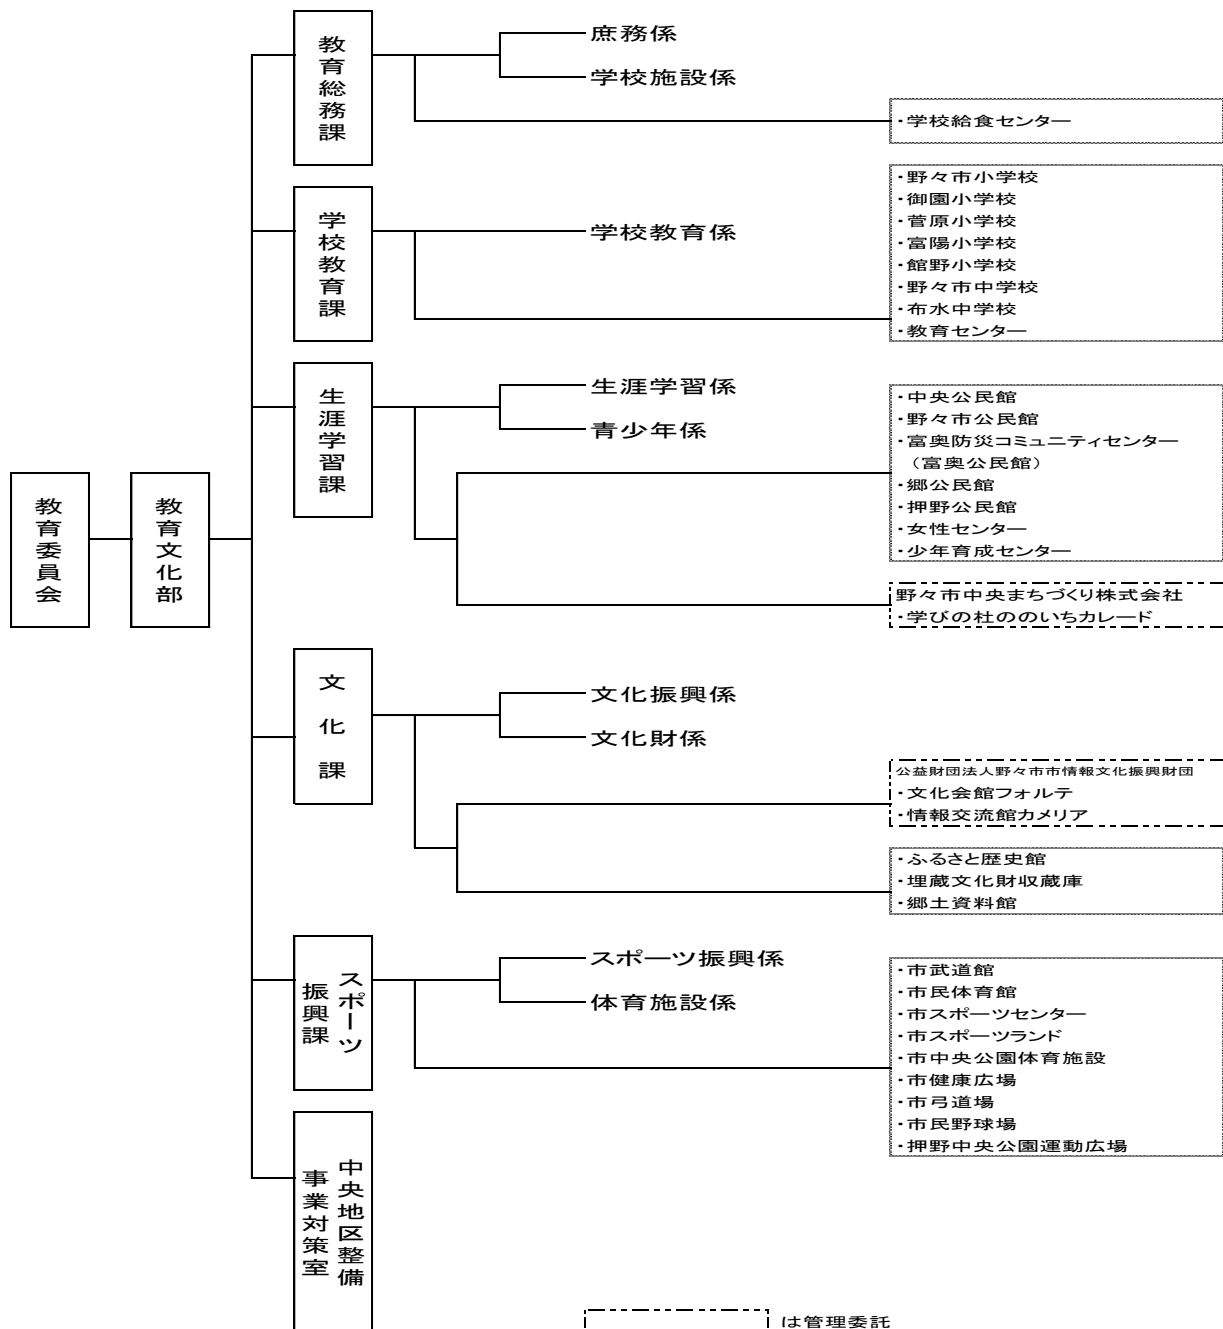 教育委員会
教育文化部
教育総務課
庶務係
学校施設係
・学校給食センター
学校教育課
学校教育係
・野々市小学校
・御園小学校
・菅原小学校
・富陽小学校
・館野小学校
・野々市中学校
・布水中学校
・教育センター
生涯学習課
生涯学習係
青少年係
・中央公民館
・野々市公民館
・富奥防災コミュニティセンター
（富奥公民館）
・郷公民館
・押野公民館
・女性センター
・少年育成センター
野々市中央まちづくり株式会社
・学びの杜ののいちカレード
文化課
文化振興係
文化財係
公益財団法人野々市市情報文化振興財団
・文化会館フォルテ
・情報交流館カメリア
・ふるさと歴史館
・埋蔵文化財収蔵庫
・郷土資料館
スポーツ
振興課
スポーツ振興係
体育施設係
・市武道館
・市民体育館
・市スポーツセンター
・市スポーツランド
・市中央公園体育施設
・市健康広場
・市弓道場
・市民野球場
・押野中央公園運動広場
中央地区整備
事業対策室
は管理委託